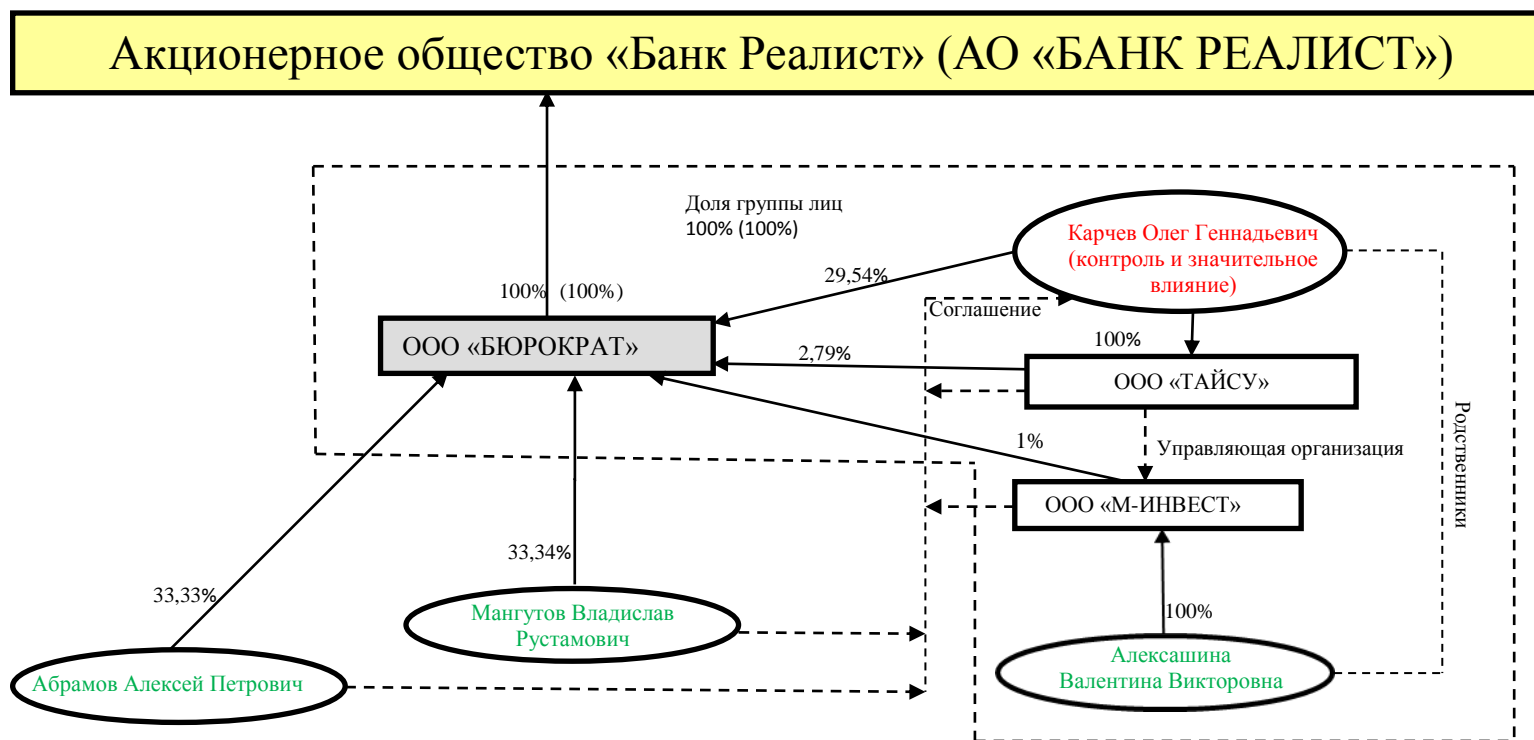 Акционерное общество «Банк Реалист» (АО «БАНК РЕАЛИСТ»)
Доля группы лиц
100% (100%)
Карчев Олег Геннадьевич
(контроль и значительное
влияние)
29,54%
100% (100%)
Соглашение
ООО «БЮРОКРАТ»
2,79%
100%
ООО «ТАЙСУ»
Родственники
1%
Управляющая организация
ООО «М-ИНВЕСТ»
33,34%
33,33%
100%
Мангутов Владислав
Рустамович
Алексашина
Валентина Викторовна
Абрамов Алексей Петрович